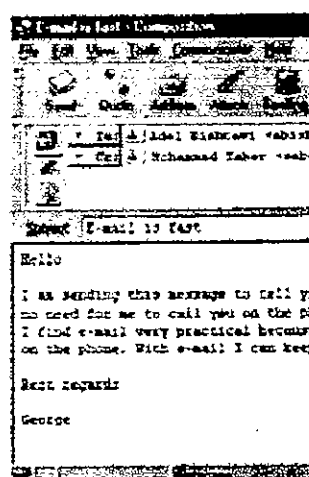 E-mail is fast - Composition
File Edit View Tools Communicator Help
Send Quote Address Attach
To: Adel Bishtawi
Cc: Mohammad Taher
Subject E-mail is fast
Hello
I am sending this message to tell y
no need for me to call you on the p
I find e-mail very practical becaus
on the phone. With e-mail I can keep
Best regards
George